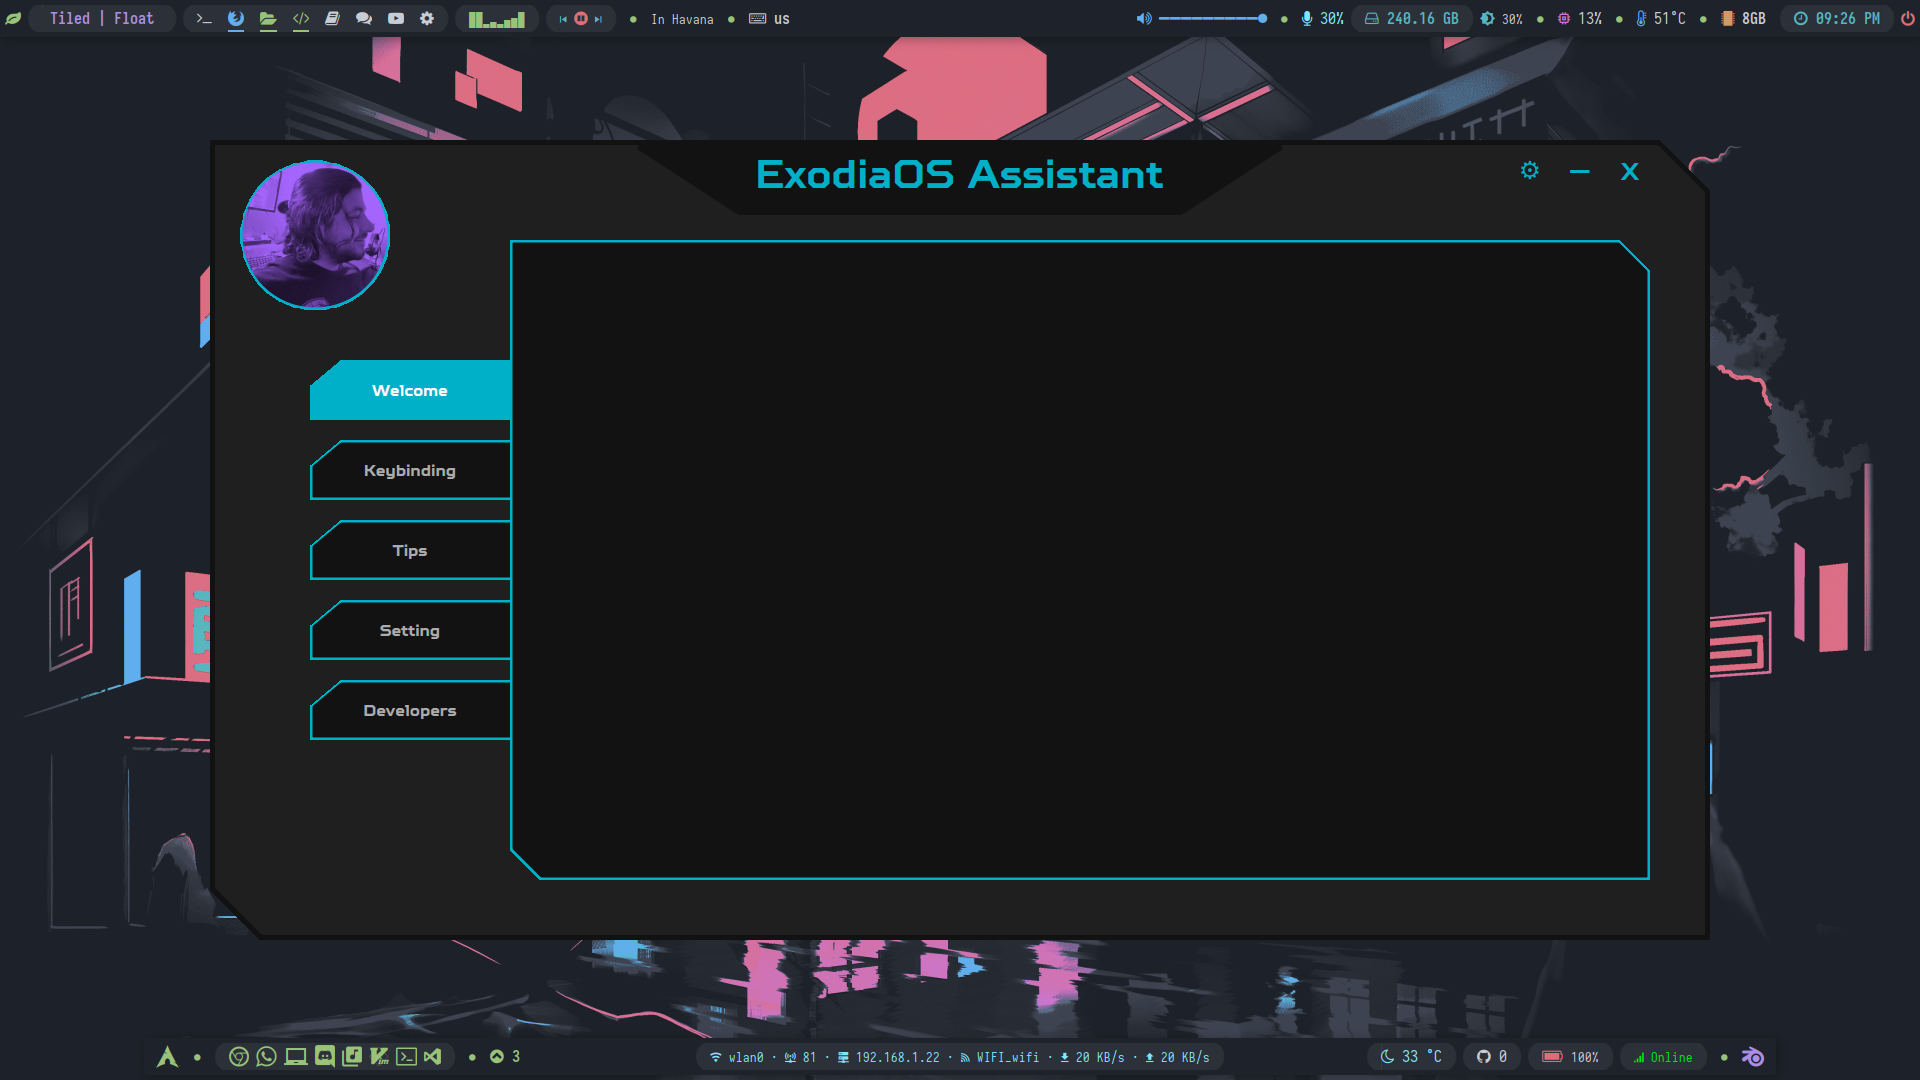 Tiled | Float
In Havana
us
30%
240.16 GB
30%
13%
51°C
8GB
09:26 PM
ExodiaOS Assistant
X
Welcome
Keybinding
Tips
Setting
Developers
3
wlan0 · 81 · 192.168.1.22 · WIFI_wifi · 20 KB/s · 20 KB/s
33 °C
0
100%
Online